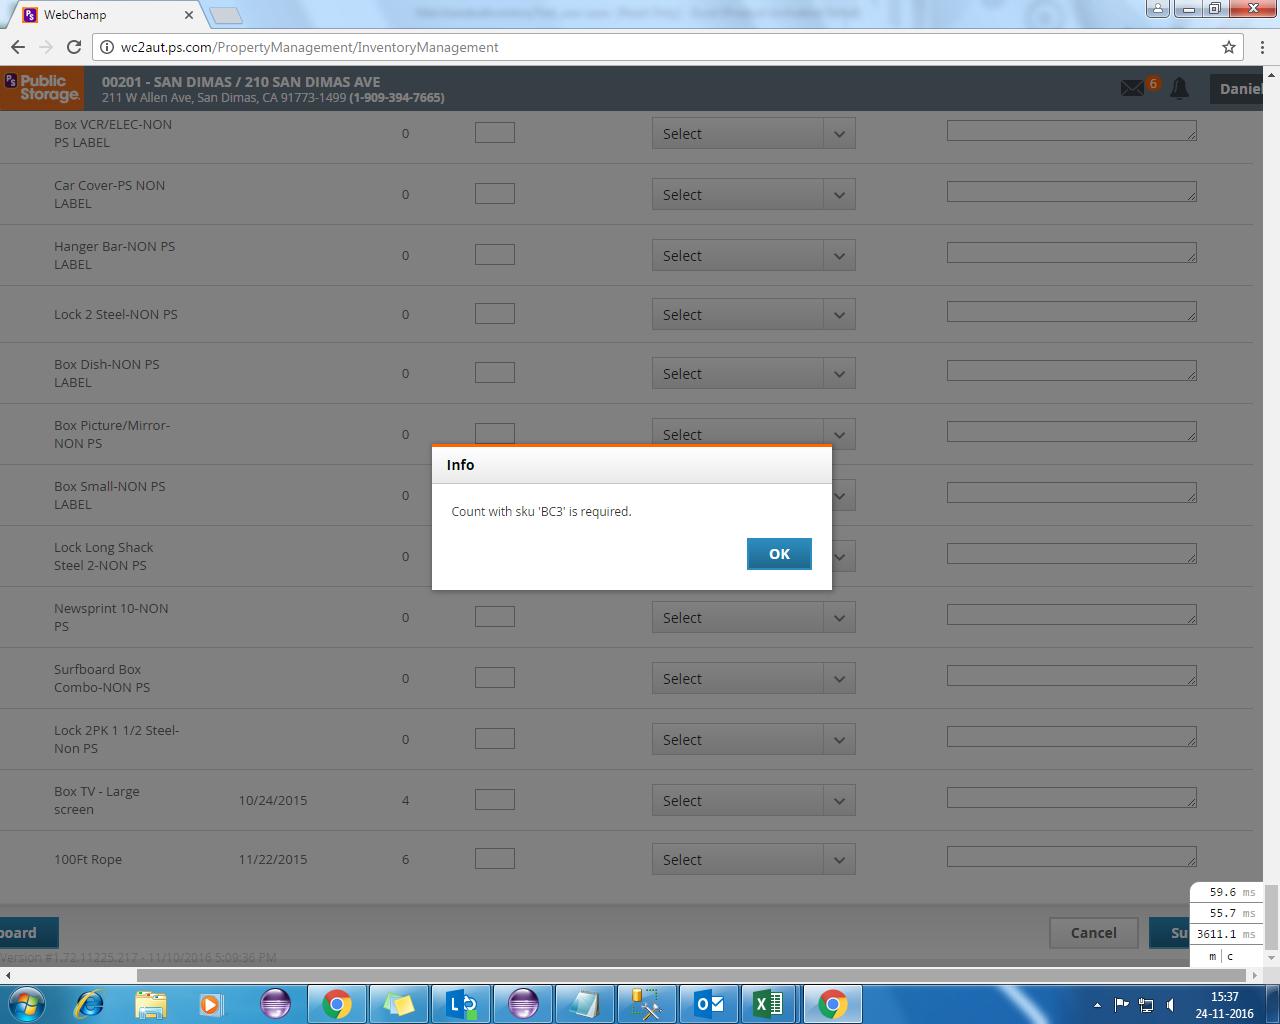 WebChamp
wc2aut.ps.com/PropertyManagement/InventoryManagement
PS Public Storage.
00201 - SAN DIMAS / 210 SAN DIMAS AVE
211 W Allen Ave, San Dimas, CA 91773-1499 (1-909-394-7665)
6
Daniel
Box VCR/ELEC-NON PS LABEL
0
Select
Car Cover-PS NON LABEL
0
Select
Hanger Bar-NON PS LABEL
0
Select
Lock 2 Steel-NON PS
0
Select
Box Dish-NON PS LABEL
0
Select
Box Picture/Mirror-NON PS
0
Select
Box Small-NON PS LABEL
0
Lock Long Shack Steel 2-NON PS
0
Info
Count with sku 'BC3' is required.
OK
Newsprint 10-NON PS
0
Select
Surfboard Box Combo-NON PS
0
Select
Lock 2PK 1 1/2 Steel-Non PS
0
Select
Box TV - Large screen
10/24/2015
4
Select
100Ft Rope
11/22/2015
6
Select
board
Cancel
Su
Version #1.72.11225.217 - 11/10/2016 5:09:36 PM
59.6 ms
55.7 ms
3611.1 ms
m | c
15:37
24-11-2016